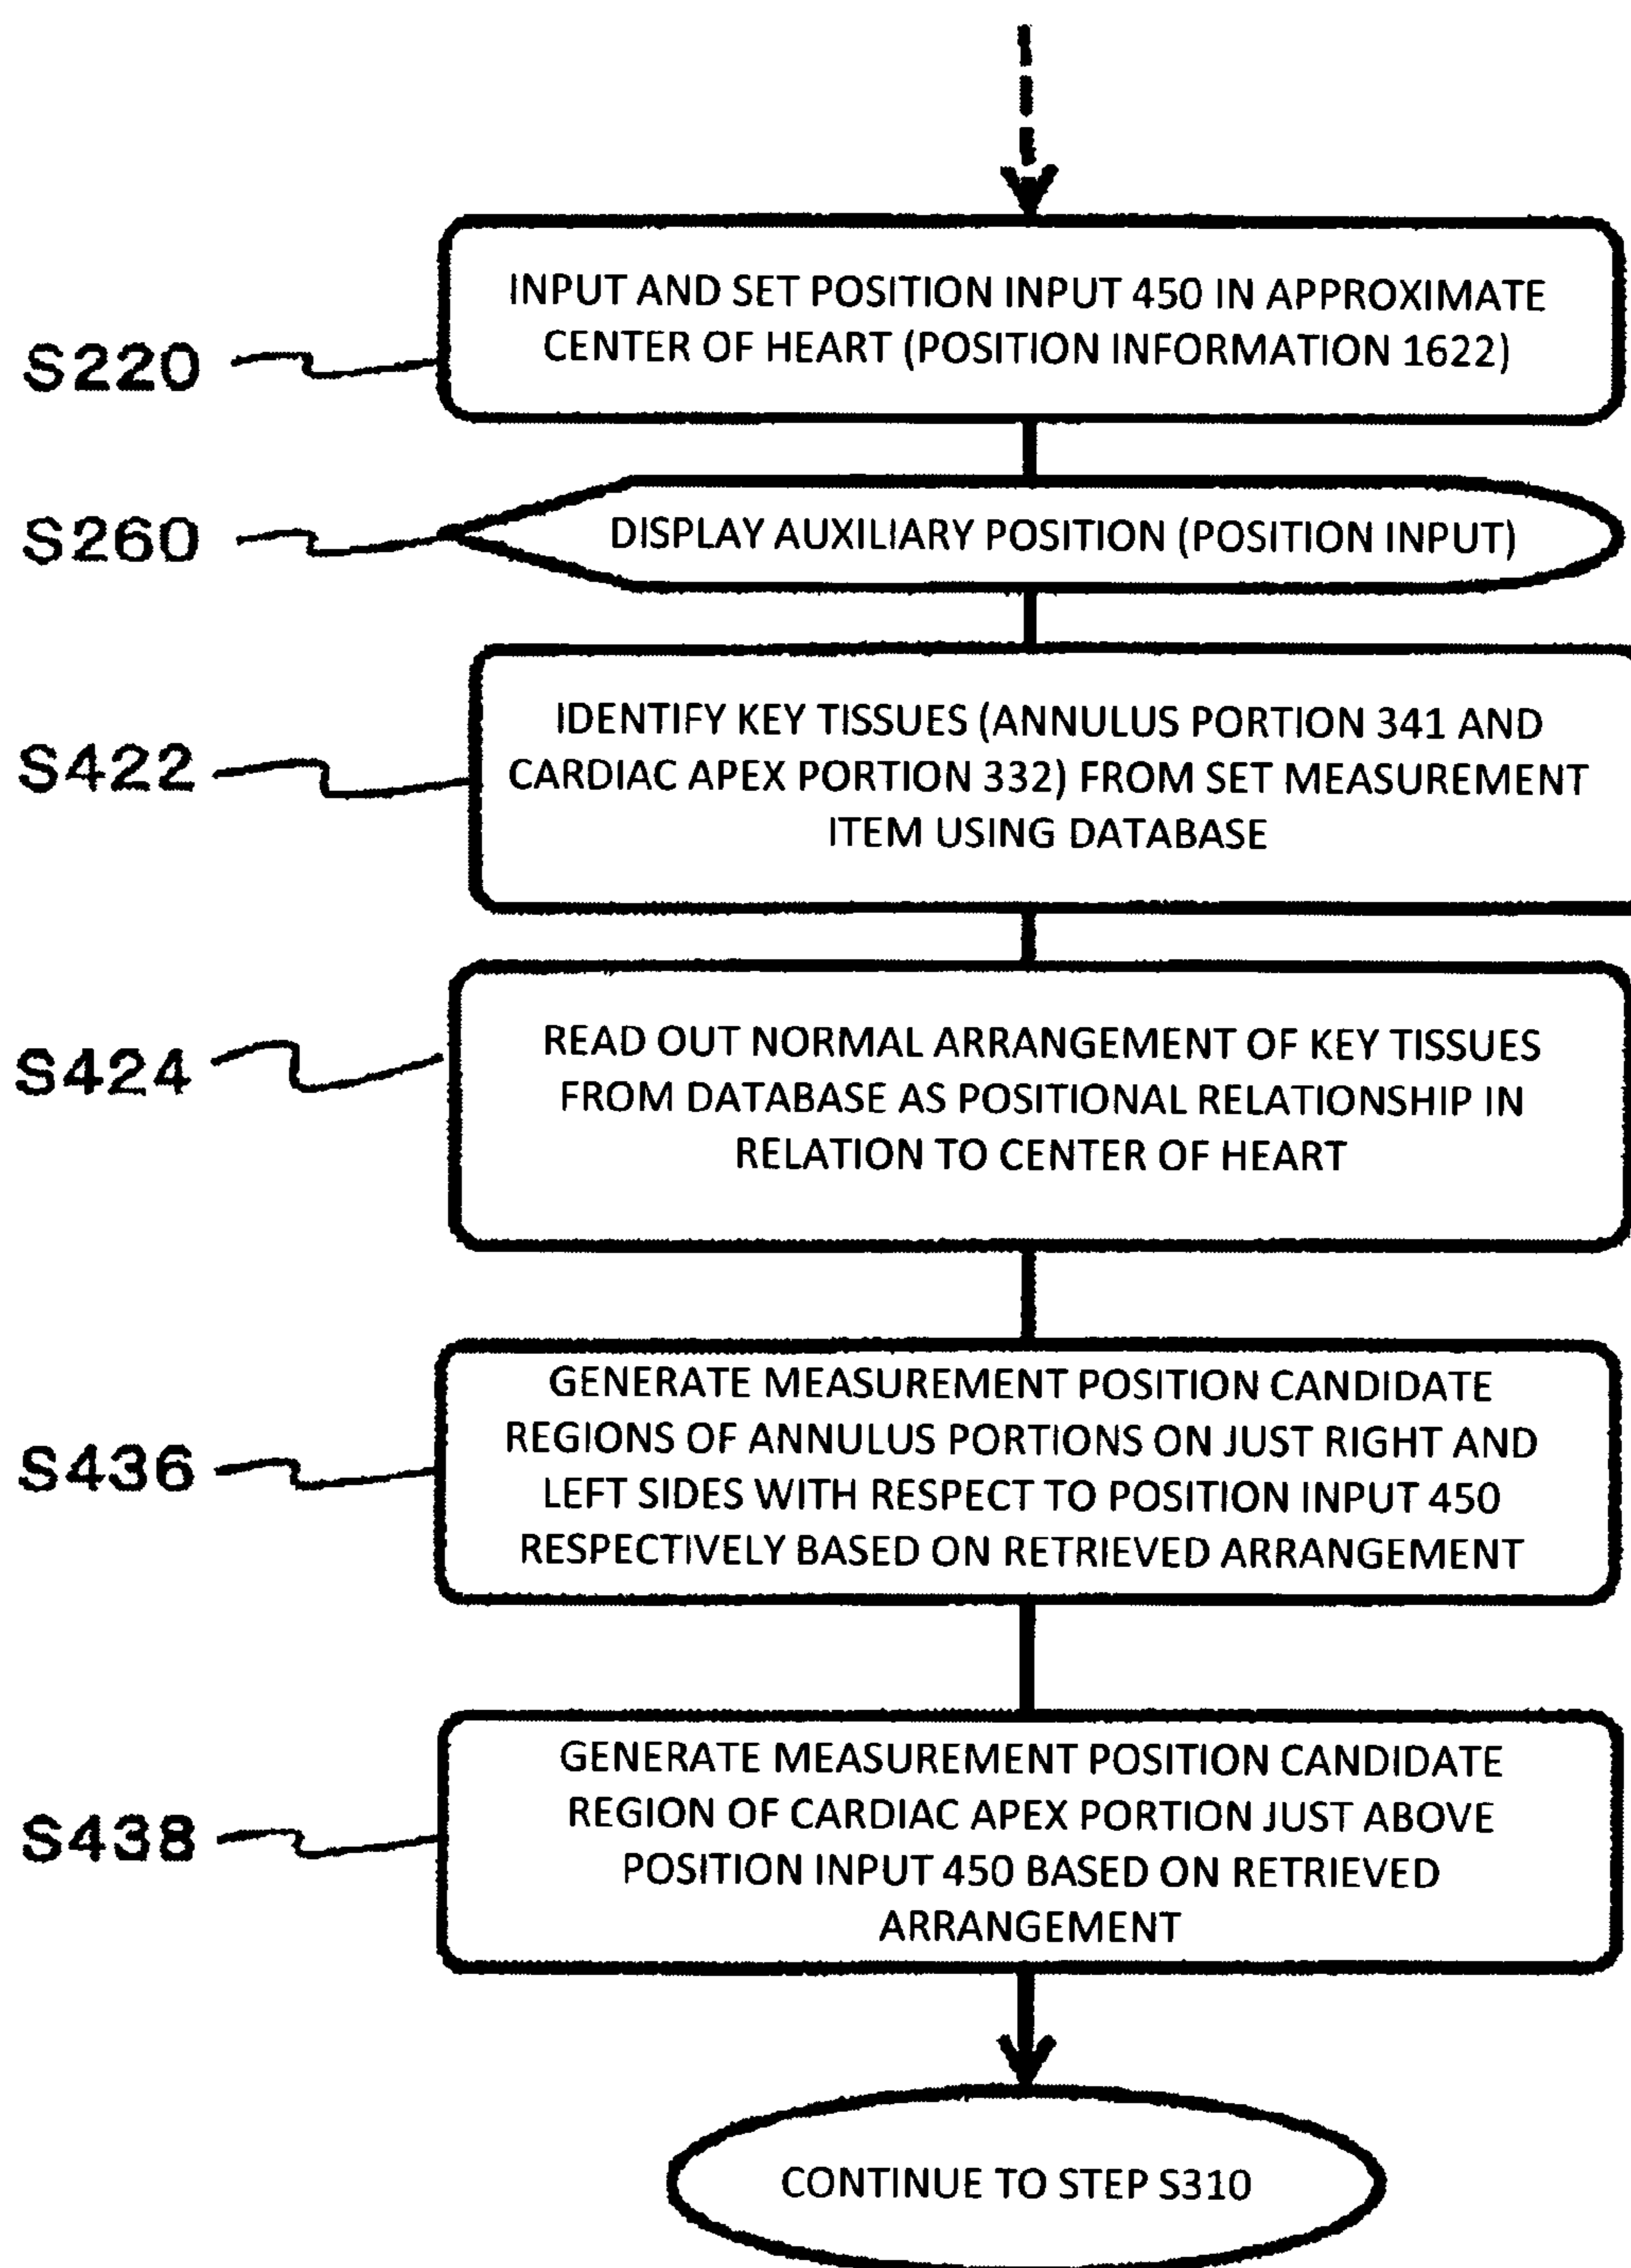 INPUT AND SET POSITION INPUT 450 IN APPROXIMATE
CENTER OF HEART (POSITION INFORMATION 1622)
S220
S260
DISPLAY AUXILIARY POSITION (POSITION INPUT)
IDENTIFY KEY TISSUES (ANNULUS PORTION 341 AND
CARDIAC APEX PORTION 332) FROM SET MEASUREMENT
ITEM USING DATABASE
S422
READ OUT NORMAL ARRANGEMENT OF KEY TISSUES
FROM DATABASE AS POSITIONAL RELATIONSHIP IN
RELATION TO CENTER OF HEART
S424
GENERATE MEASUREMENT POSITION CANDIDATE
REGIONS OF ANNULUS PORTIONS ON JUST RIGHT AND
LEFT SIDES WITH RESPECT TO POSITION INPUT 450
RESPECTIVELY BASED ON RETRIEVED ARRANGEMENT
S436
GENERATE MEASUREMENT POSITION CANDIDATE
REGION OF CARDIAC APEX PORTION JUST ABOVE
POSITION INPUT 450 BASED ON RETRIEVED
ARRANGEMENT
S438
CONTINUE TO STEP S310